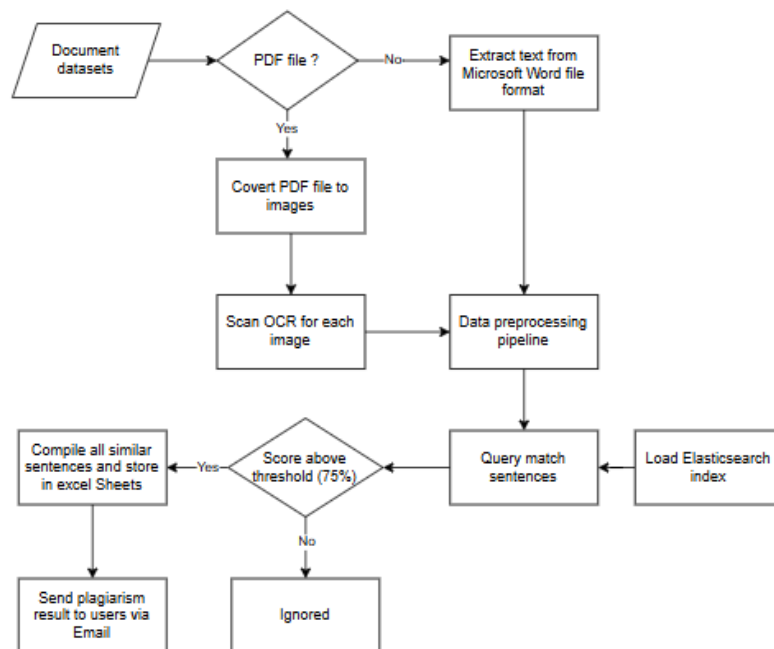 Document
datasets
PDF file ?
No
Extract text from
Microsoft Word file
format
Yes
Covert PDF file to
images
Scan OCR for each
image
Data preprocessing
pipeline
Compile all similar
sentences and store
in excel Sheets
Yes
Score above
threshold (75%)
Query match
sentences
Load Elasticsearch
index
No
Send plagiarism
result to users via
Email
Ignored